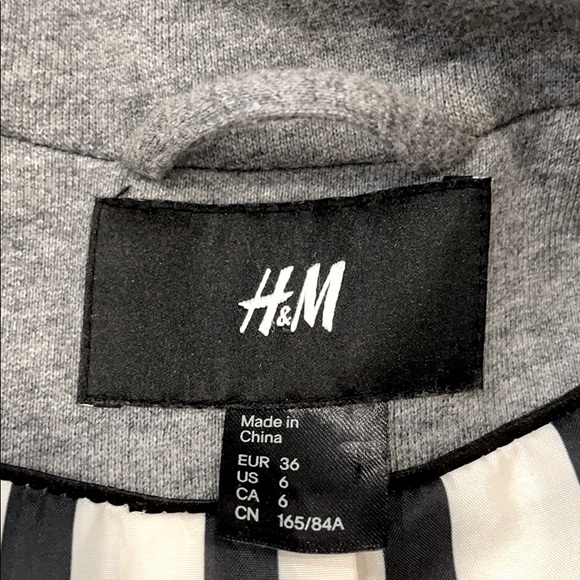 H&M
Made in
China
EUR 36
US 6
CA 6
CN 165/84A